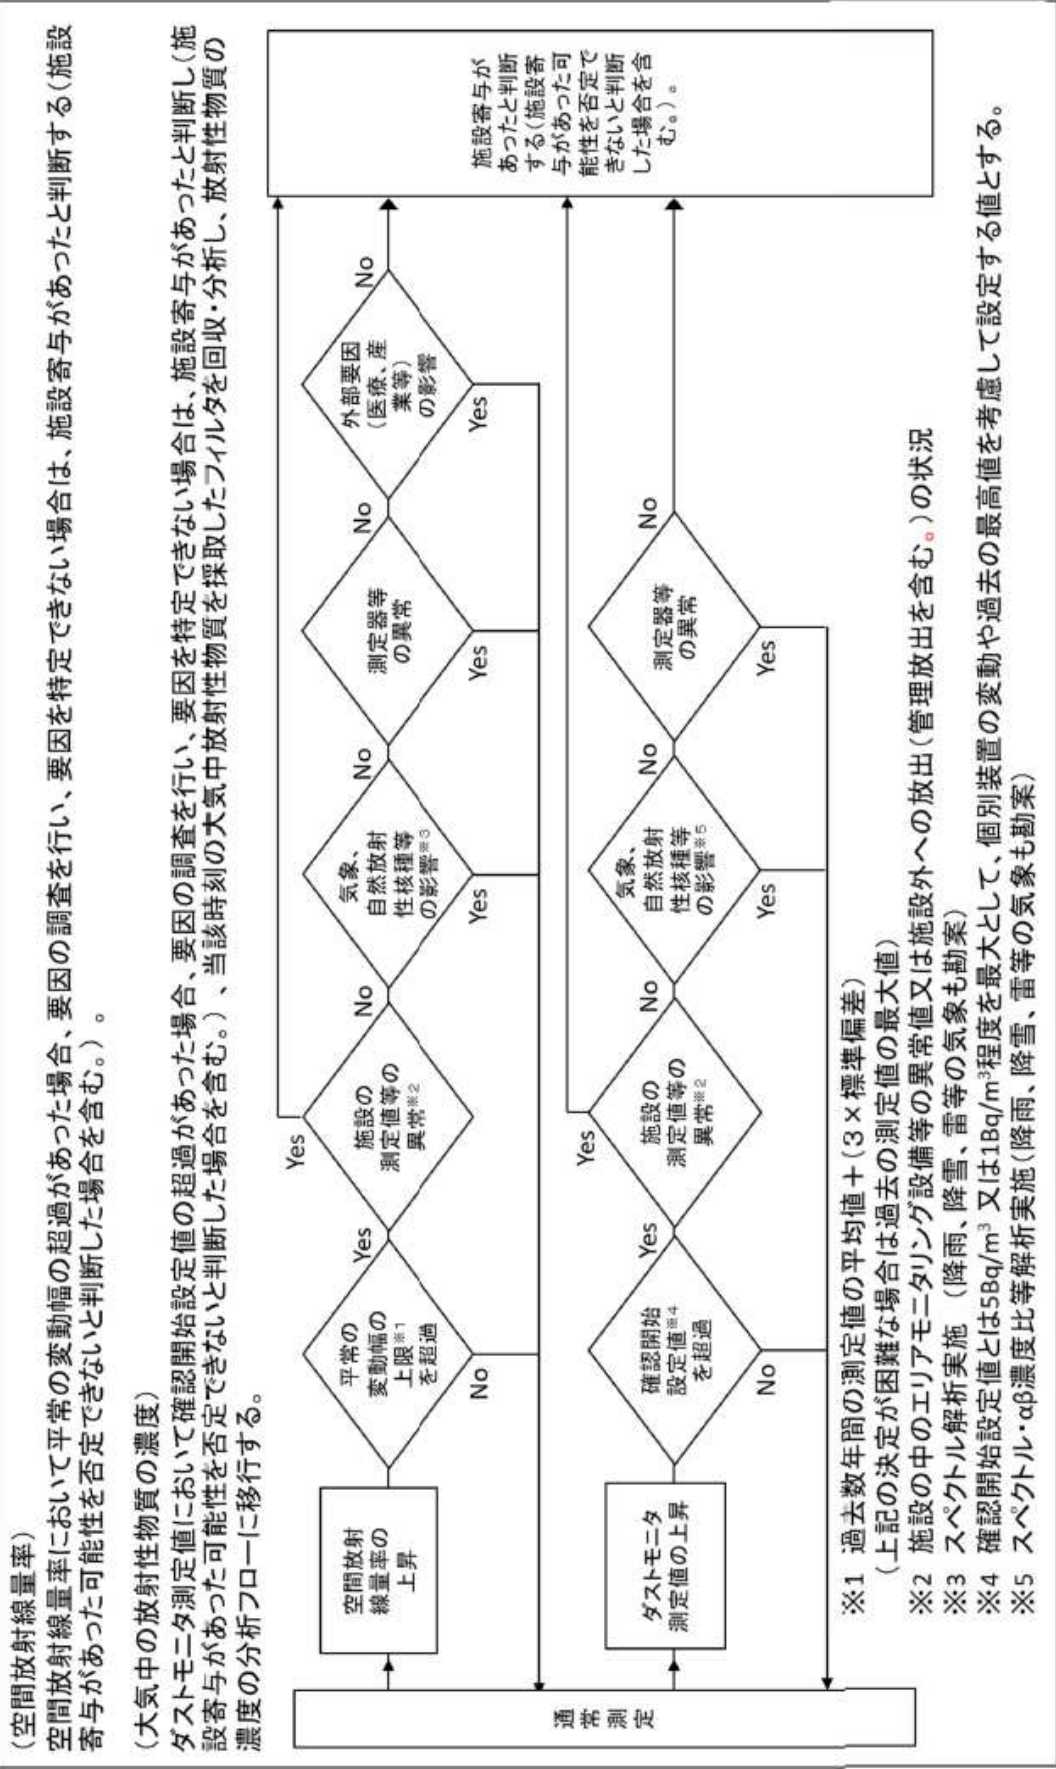 (空間放射線量率)
空間放射線量率において平常の変動幅の超過があった場合、要因の調査を行い、要因を特定できない場合は、施設寄与があったと判断する(施設
寄与があった可能性を否定できないと判断した場合を含む。)。
(大気中の放射性物質の濃度)
ダストモニタ測定値において確認開始設定値の超過があった場合、要因の調査を行い、要因を特定できない場合は、施設寄与があったと判断し(施
設寄与があった可能性を否定できないと判断した場合を含む。)、当該時刻の大気中放射性物質を採取したフィルタを回収・分析し、放射性物質の
濃度の分析フローに移行する。
通常測定
空間放射
線量率の
上昇
平常の
変動幅の
上限※1
を超過
Yes
No
施設の
測定値等の
異常※2
Yes
No
気象、
自然放射
性核種等
の影響※3
No
Yes
測定器等
の異常
No
Yes
外部要因
(医療、産
業等)
の影響
No
Yes
施設寄与が
あったと判断
する(施設寄
与があった可
能性を否定で
きないと判断
した場合を含
む。)。
ダストモニタ
測定値の上昇
確認開始
設定値※4
を超過
Yes
No
施設の
測定値等の
異常※2
Yes
No
気象、
自然放射
性核種等
の影響※5
No
Yes
測定器等
の異常
No
Yes
※1 過去数年間の測定値の平均値+(3×標準偏差)
(上記の決定が困難な場合は過去の測定値の最大値)
※2 施設の中のエリアモニタリング設備等の異常値又は施設外への放出(管理放出を含む。)の状況
※3 スペクトル解析実施 (降雨、降雪、雷等の気象も勘案)
※4 確認開始設定値とは5Bq/m³ 又は1Bq/m³程度を最大として、個別装置の変動や過去の最高値を考慮して設定する値とする。
※5 スペクトル・αβ濃度比等解析実施(降雨、降雪、雷等の気象も勘案)